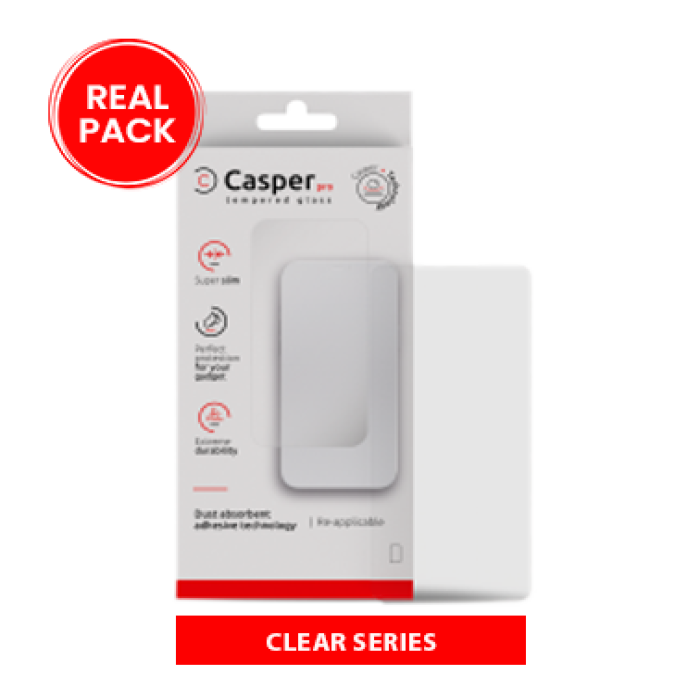 REAL
PACK
C Casper pro
tempered glass
Casper
Super slim
Perfect
protection
for your
gadget
Extreme
durability
Dust absorbent
adhesive technology | Re-applicable
CLEAR SERIES